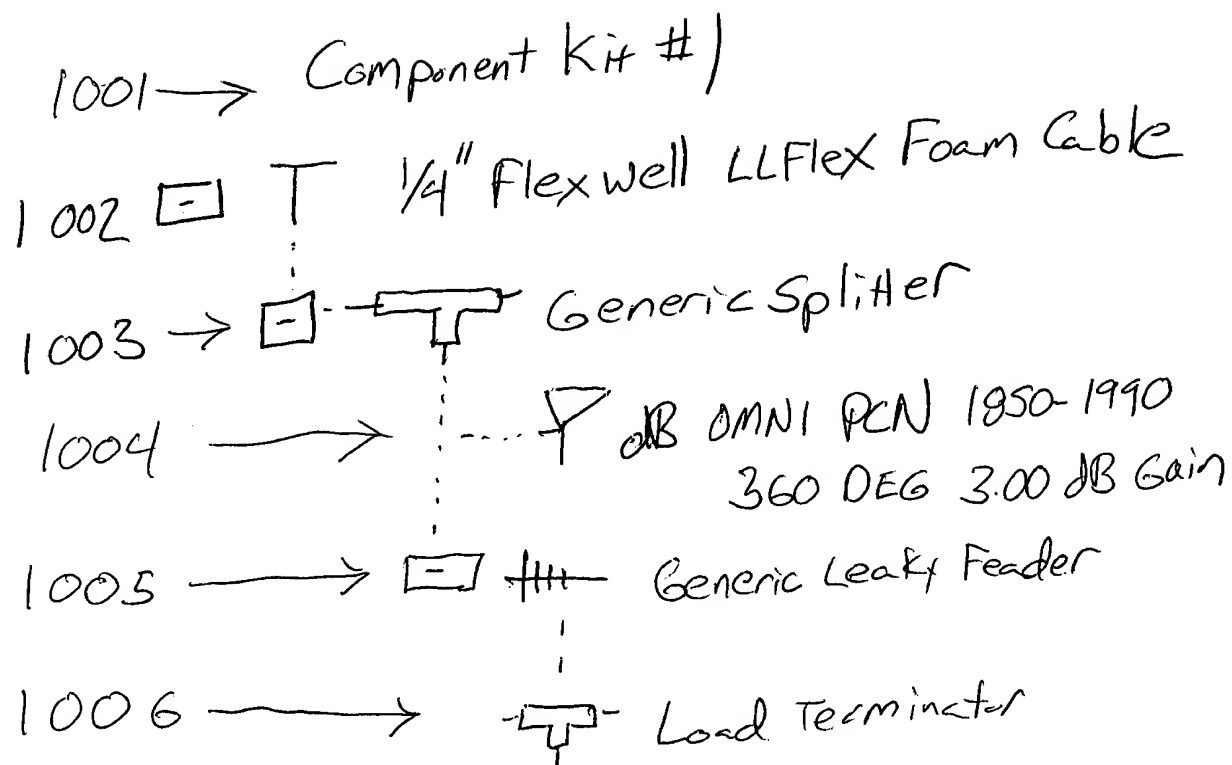 1001 Component Kit #1
1002 1/4" Flexwell LLFlex Foam Cable
1003 Generic Splitter
1004 dB OMNI PCN 1850-1990
360 DEG 3.00 dB Gain
1005 Generic Leaky Feader
1006 Load Terminator